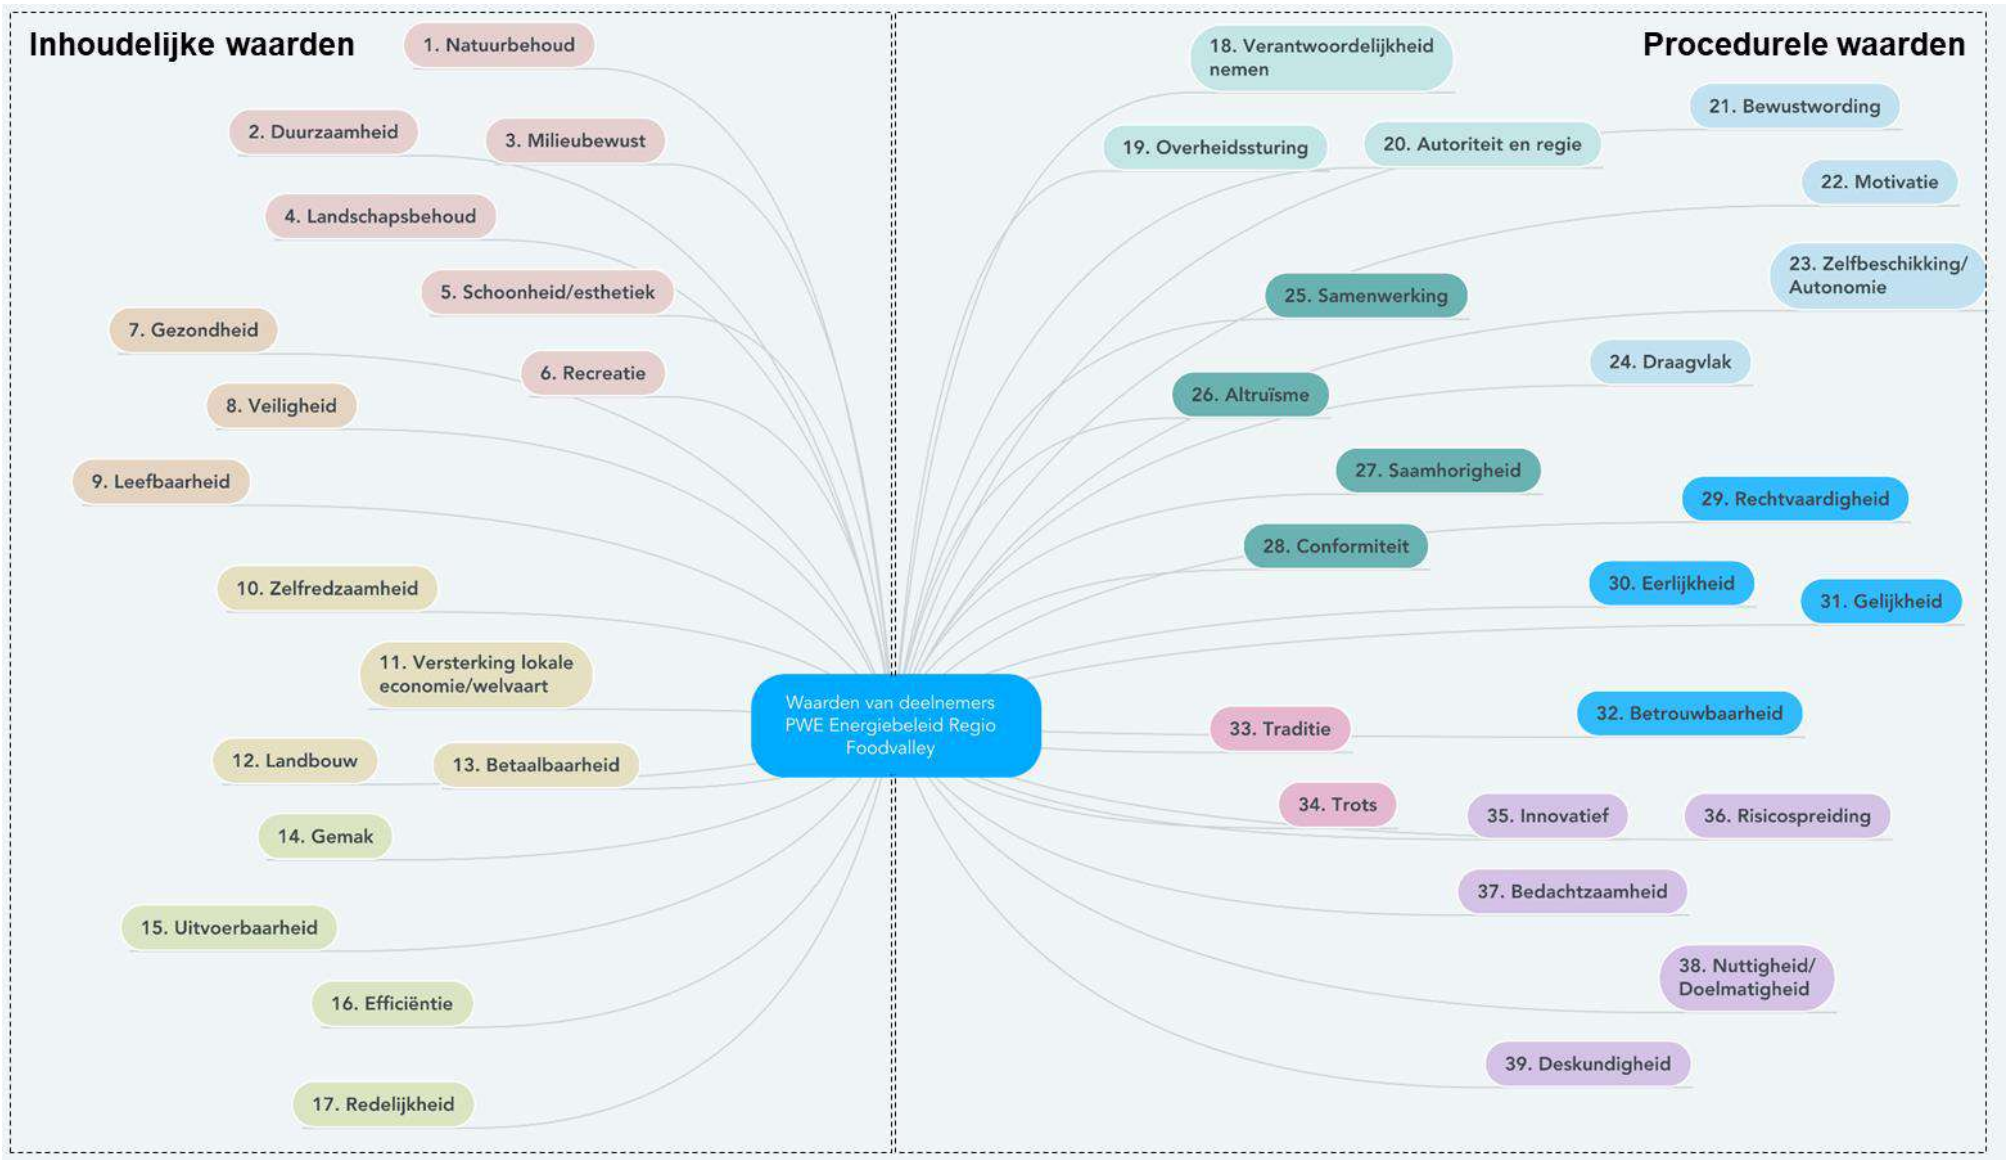 Inhoudelijke waarden
1. Natuurbehoud
2. Duurzaamheid
3. Milieubewust
4. Landschapsbehoud
5. Schoonheid/esthetiek
6. Recreatie
7. Gezondheid
8. Veiligheid
9. Leefbaarheid
10. Zelfredzaamheid
11. Versterking lokale
economie/welvaart
12. Landbouw
13. Betaalbaarheid
14. Gemak
15. Uitvoerbaarheid
16. Efficiëntie
17. Redelijkheid
Waarden van deelnemers
PWE Energiebeleid Regio
Foodvalley
Procedurele waarden
18. Verantwoordelijkheid
nemen
19. Overheidssturing
20. Autoriteit en regie
21. Bewustwording
22. Motivatie
23. Zelfbeschikking/
Autonomie
24. Draagvlak
25. Samenwerking
26. Altruïsme
27. Saamhorigheid
28. Conformiteit
29. Rechtvaardigheid
30. Eerlijkheid
31. Gelijkheid
32. Betrouwbaarheid
33. Traditie
34. Trots
35. Innovatief
36. Risicospreiding
37. Bedachtzaamheid
38. Nuttigheid/
Doelmatigheid
39. Deskundigheid